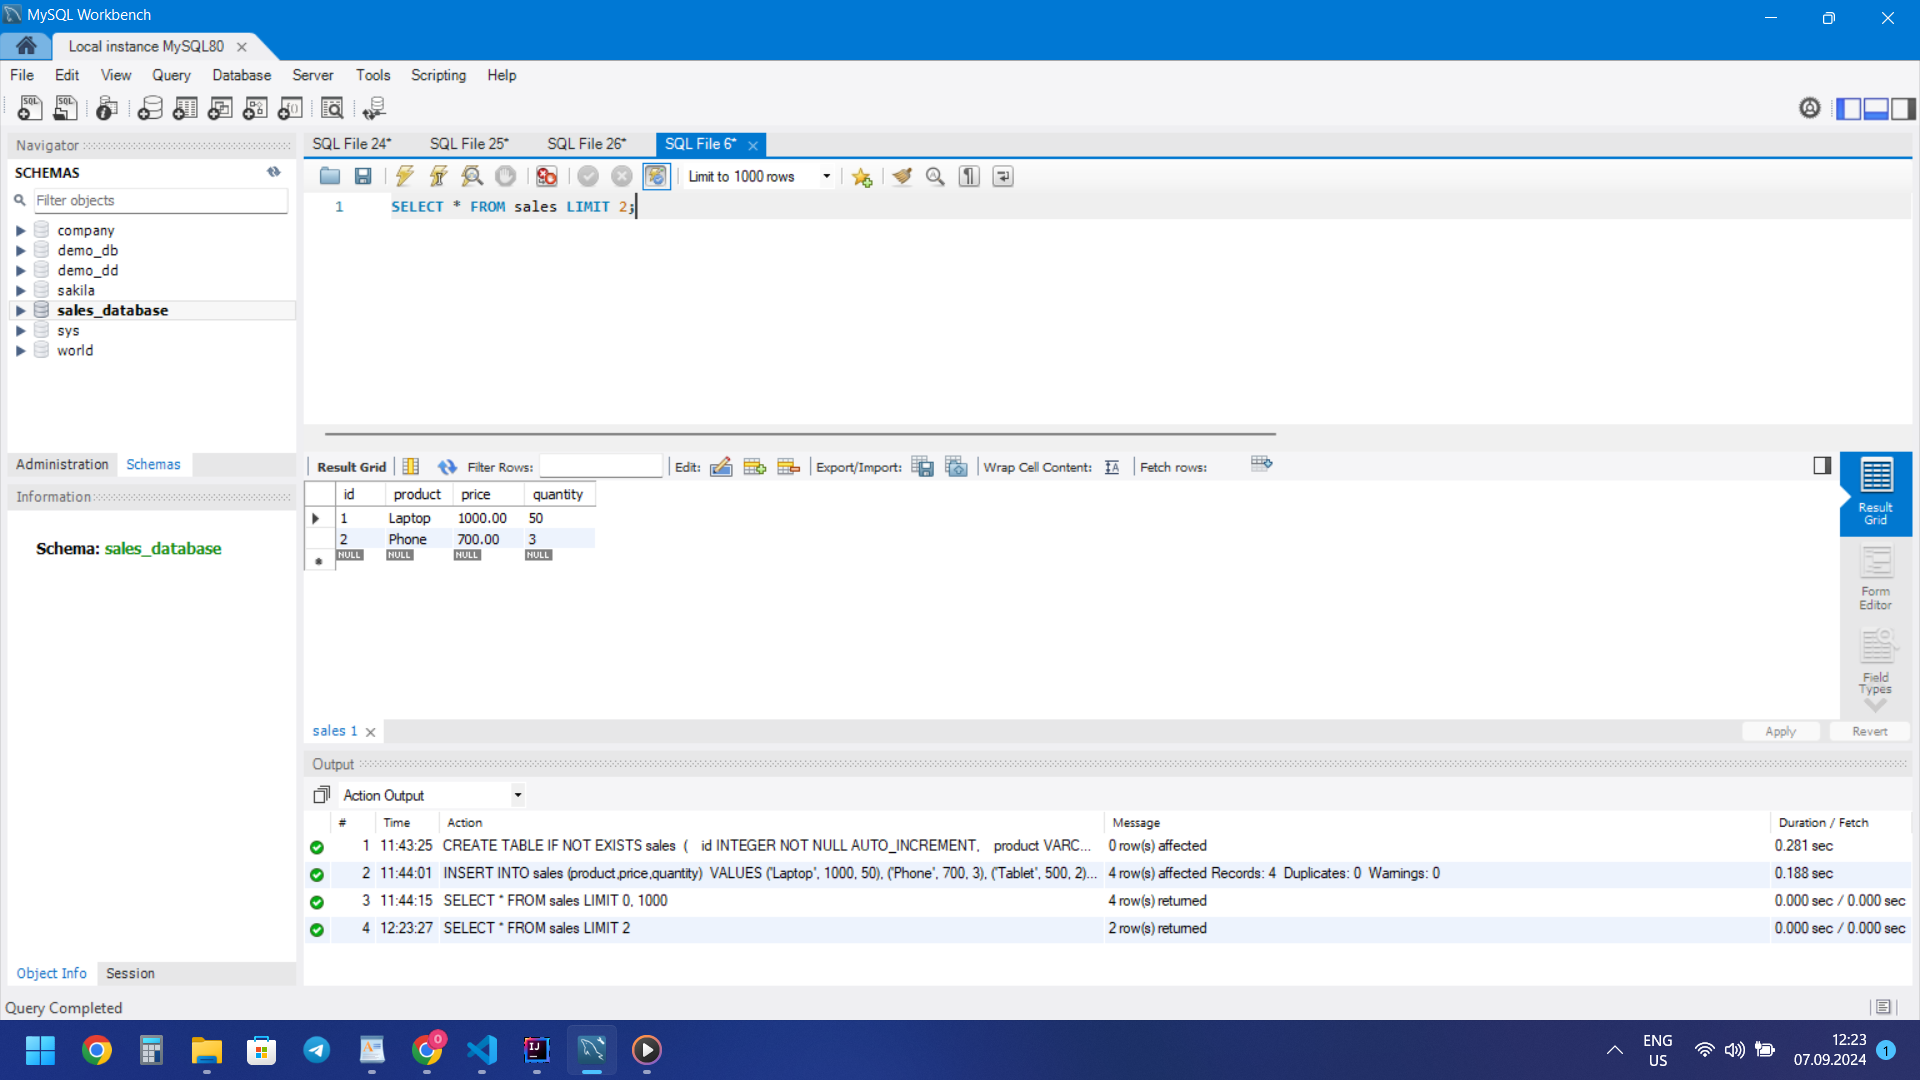 MySQL Workbench
Local instance MySQL80
File Edit View Query Database Server Tools Scripting Help
Navigator
SCHEMAS
Filter objects
company
demo_db
demo_dd
sakila
sales_database
sys
world
Administration Schemas
Information
Schema: sales_database
Object Info Session
SQL File 24* SQL File 25* SQL File 26* SQL File 6*
Limit to 1000 rows
1 SELECT * FROM sales LIMIT 2;
Result Grid Filter Rows: Edit: Export/Import: Wrap Cell Content: Fetch rows:
id product price quantity
1 Laptop 1000.00 50
2 Phone 700.00 3
NULL NULL NULL NULL
Result
Grid
Form
Editor
Field
Types
sales 1
Apply Revert
Output
Action Output
# Time Action Message Duration / Fetch
1 11:43:25 CREATE TABLE IF NOT EXISTS sales ( id INTEGER NOT NULL AUTO_INCREMENT, product VARC... 0 row(s) affected 0.281 sec
2 11:44:01 INSERT INTO sales (product,price,quantity) VALUES ('Laptop', 1000, 50), ('Phone', 700, 3), ('Tablet', 500, 2)... 4 row(s) affected Records: 4 Duplicates: 0 Warnings: 0 0.188 sec
3 11:44:15 SELECT * FROM sales LIMIT 0, 1000 4 row(s) returned 0.000 sec / 0.000 sec
4 12:23:27 SELECT * FROM sales LIMIT 2 2 row(s) returned 0.000 sec / 0.000 sec
Query Completed
ENG
US
12:23
07.09.2024
1